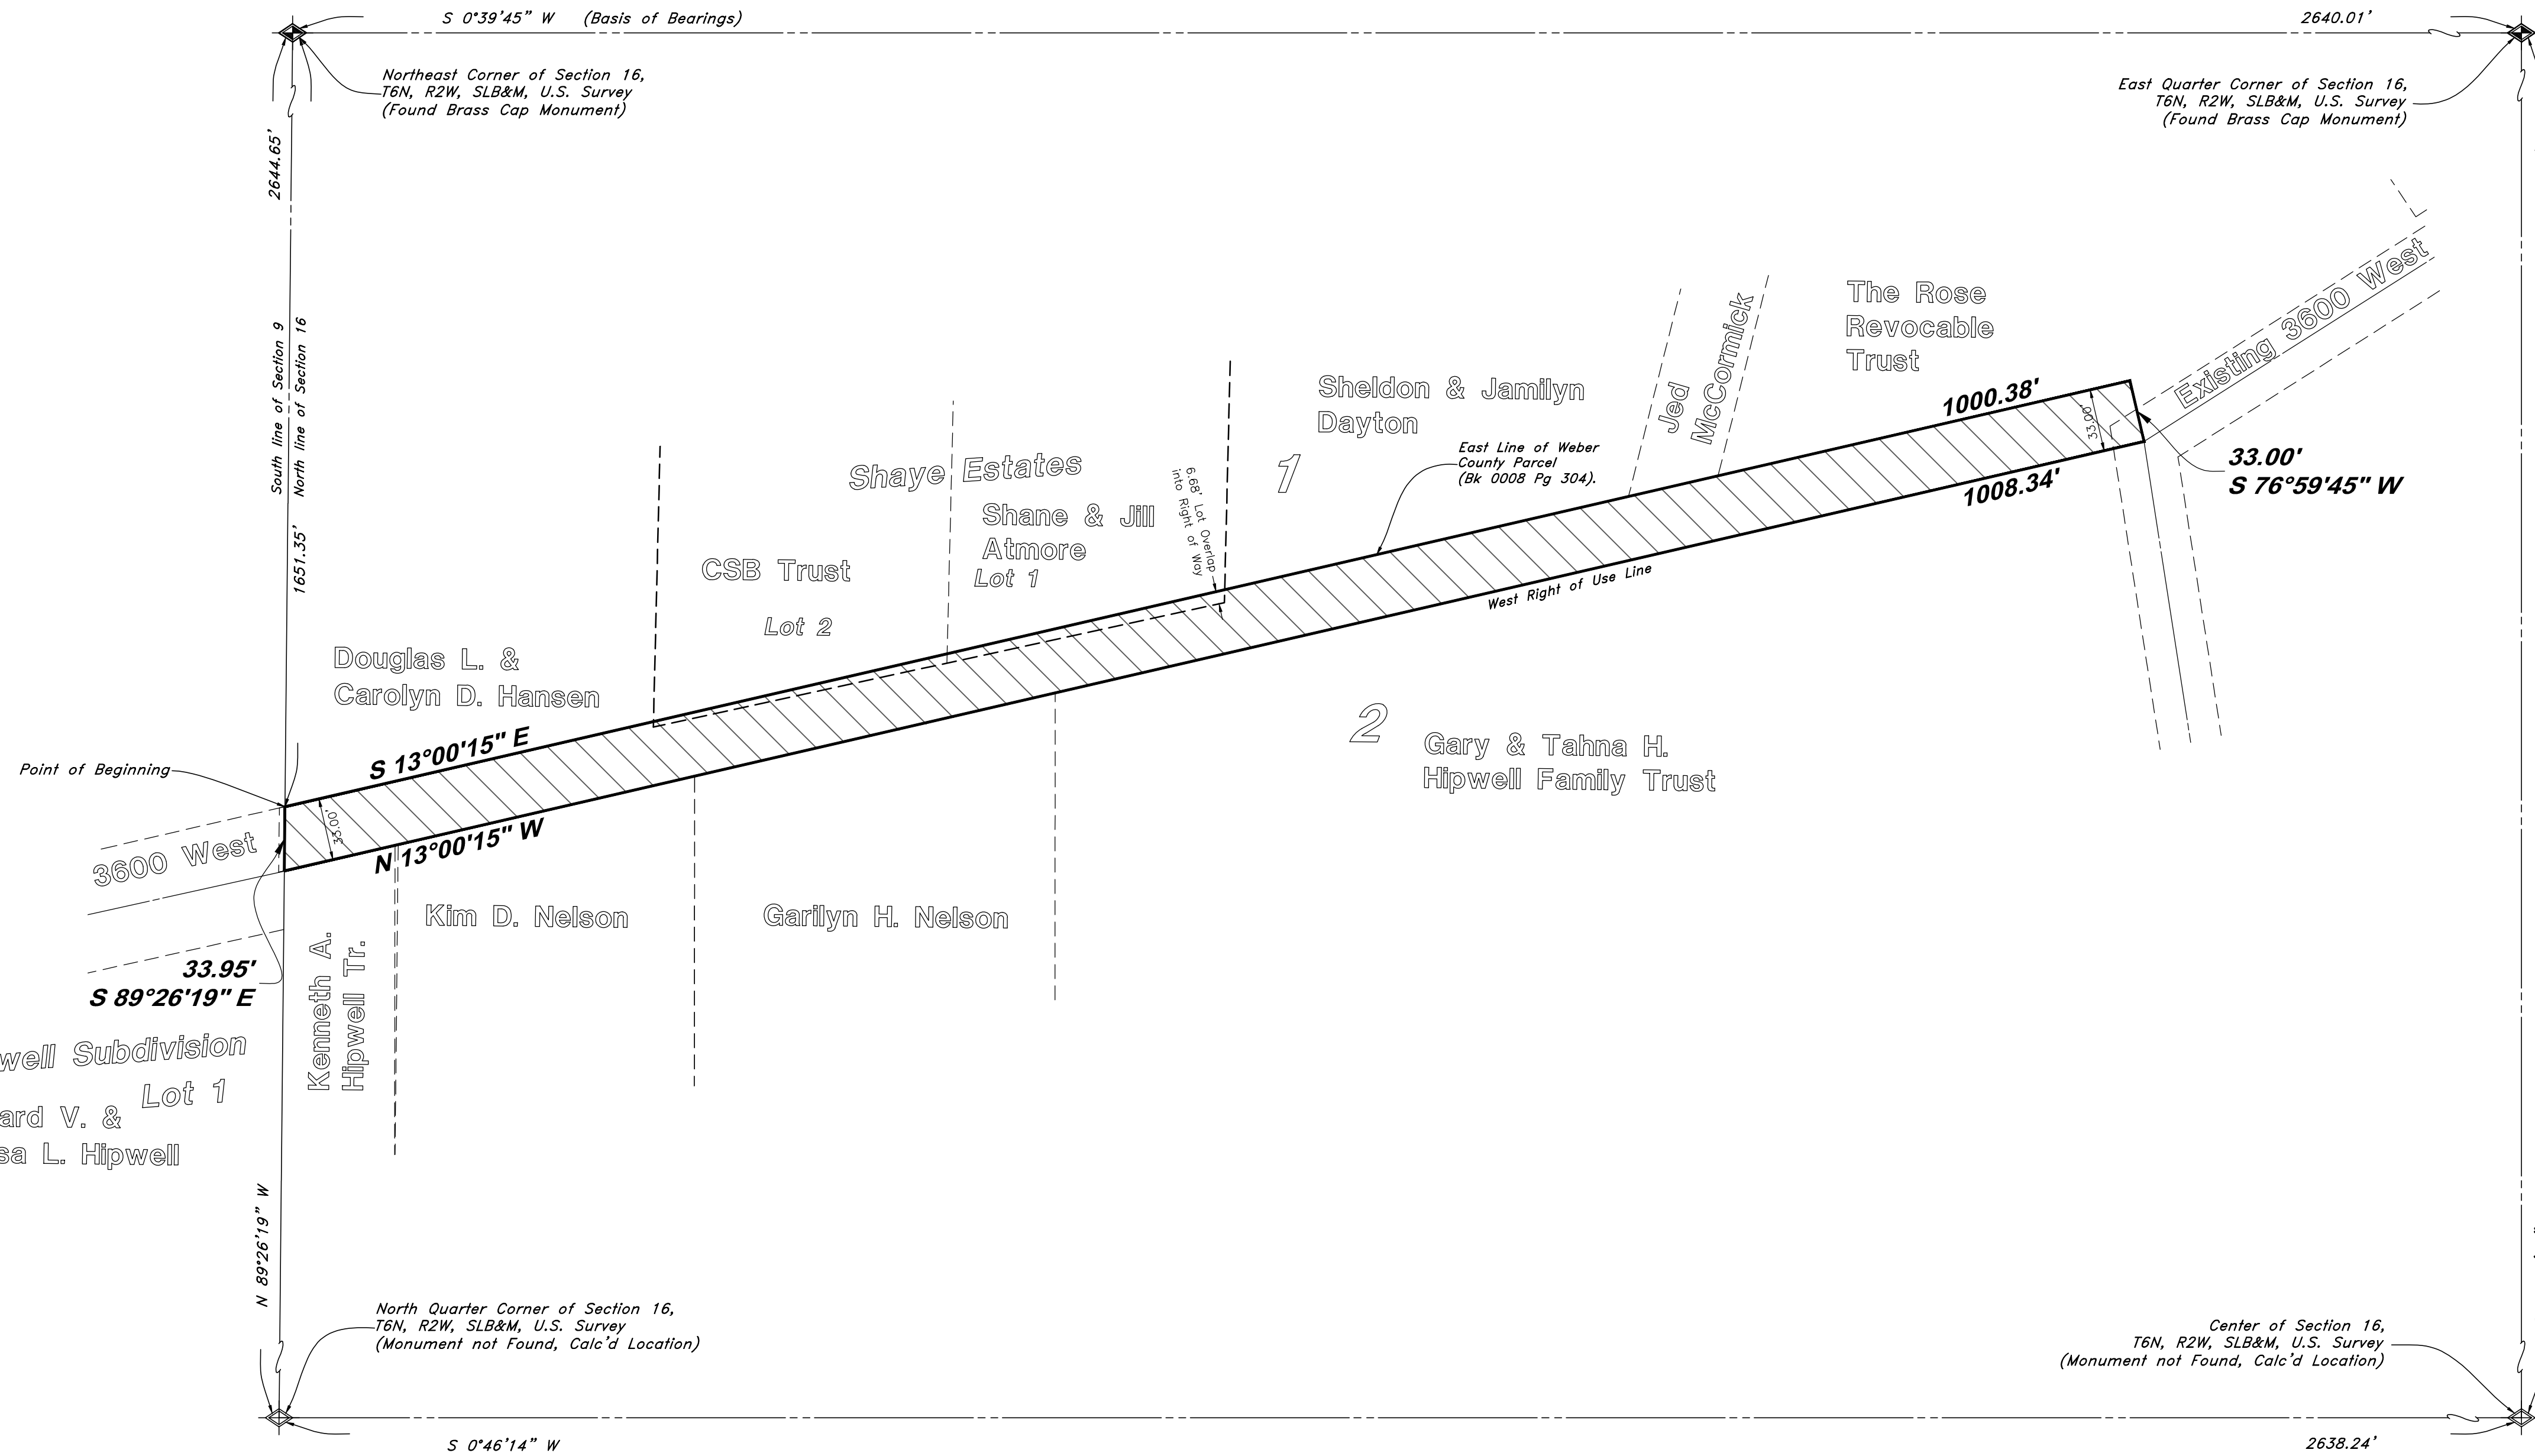 S 0°39'45" W (Basis of Bearings)
2640.01'
Northeast Corner of Section 16,
T6N, R2W, SLB&M, U.S. Survey
(Found Brass Cap Monument)
East Quarter Corner of Section 16,
T6N, R2W, SLB&M, U.S. Survey
(Found Brass Cap Monument)
2644.65'
South line of Section 9
North line of Section 16
1651.35'
The Rose
Revocable
Trust
Existing 3600 West
Jed
McCormick
Sheldon & Jamilyn
Dayton
1
1000.38'
33.00'
33.00'
S 76°59'45" W
1008.34'
East Line of Weber
County Parcel
(Bk 0008 Pg 304).
Shaye Estates
Shane & Jill
Atmore
Lot 1
6.68' Lot Overlap
into Right of Way
CSB Trust
Lot 2
West Right of Use Line
Douglas L. &
Carolyn D. Hansen
S 13°00'15" E
Point of Beginning
2
Gary & Tahna H.
Hipwell Family Trust
33.00'
N 13°00'15" W
3600 West
Kim D. Nelson
Garilyn H. Nelson
Kenneth A.
Hipwell Tr.
33.95'
S 89°26'19" E
well Subdivision
Lot 1
ard V. &
sa L. Hipwell
N 89°26'19" W
North Quarter Corner of Section 16,
T6N, R2W, SLB&M, U.S. Survey
(Monument not Found, Calc'd Location)
Center of Section 16,
T6N, R2W, SLB&M, U.S. Survey
(Monument not Found, Calc'd Location)
S 0°46'14" W
2638.24'